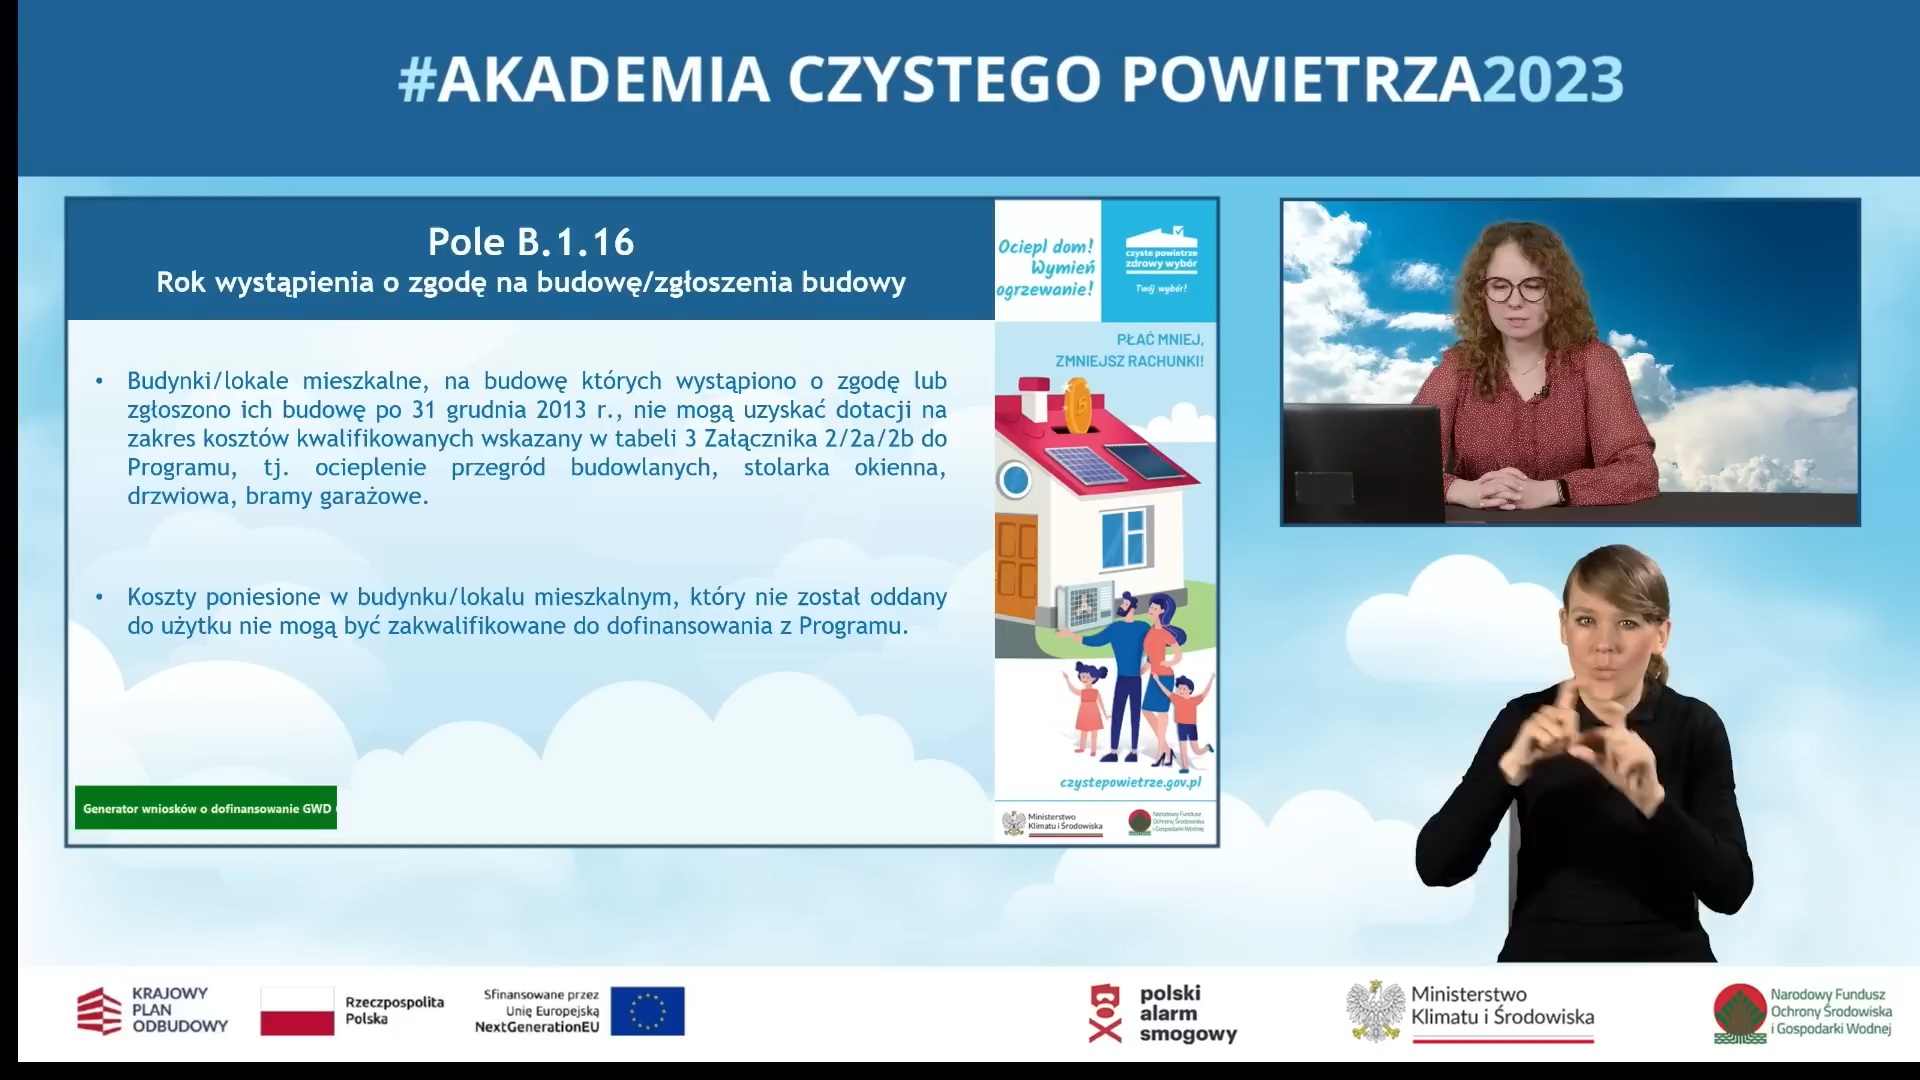 #AKADEMIA CZYSTEGO POWIETRZA2023
Pole B.1.16
Rok wystąpienia o zgodę na budowę/zgłoszenia budowy
• Budynki/lokale mieszkalne, na budowę których wystąpiono o zgodę lub
zgłoszono ich budowę po 31 grudnia 2013 r., nie mogą uzyskać dotacji na
zakres kosztów kwalifikowanych wskazany w tabeli 3 Załącznika 2/2a/2b do
Programu, tj. ocieplenie przegród budowlanych, stolarka okienna,
drzwiowa, bramy garażowe.
• Koszty poniesione w budynku/lokalu mieszkalnym, który nie został oddany
do użytku nie mogą być zakwalifikowane do dofinansowania z Programu.
Generator wniosków o dofinansowanie GWD
Ociepl dom!
Wymień
ogrzewanie!
czyste powietrze
zdrowy wybór
Twój wybór!
PŁAĆ MNIEJ,
ZMNIEJSZ RACHUNKI!
czystepowietrze.gov.pl
Ministerstwo
Klimatu i Środowiska
Narodowy Fundusz
Ochrony Środowiska
i Gospodarki Wodnej
KRAJOWY
PLAN
ODBUDOWY
Rzeczpospolita
Polska
Sfinansowane przez
Unię Europejską
NextGenerationEU
polski
alarm
smogowy
Ministerstwo
Klimatu i Środowiska
Narodowy Fundusz
Ochrony Środowiska
i Gospodarki Wodnej